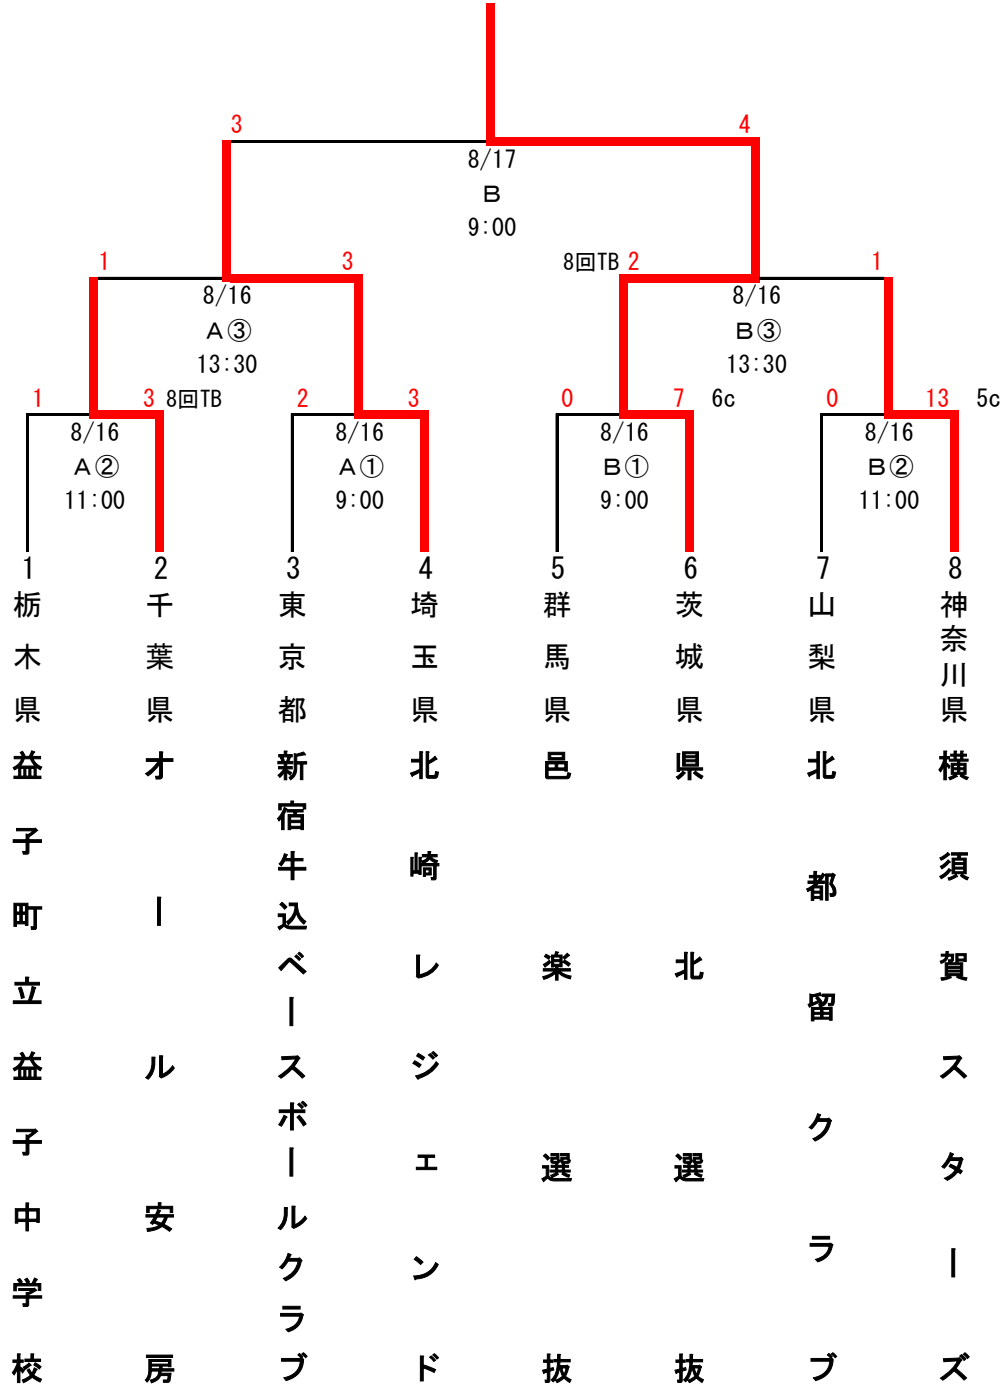 3 4
8/17
B
9:00
1 3 8回TB 2 1
8/16 8/16
A③ B③
13:30 13:30
1 3 8回TB 2 3 0 7 6c 0 13 5c
8/16 8/16 8/16 8/16
A② A① B① B②
11:00 9:00 9:00 11:00
1 2 3 4 5 6 7 8
栃木県
千葉県
東京都
埼玉県
群馬県
茨城県
山梨県
神奈川県
益子町立益子中学校
オール安房
新宿牛込ベースボールクラブ
北崎レジェンド
邑楽選抜
県北選抜
北都留クラブ
横須賀スターズ